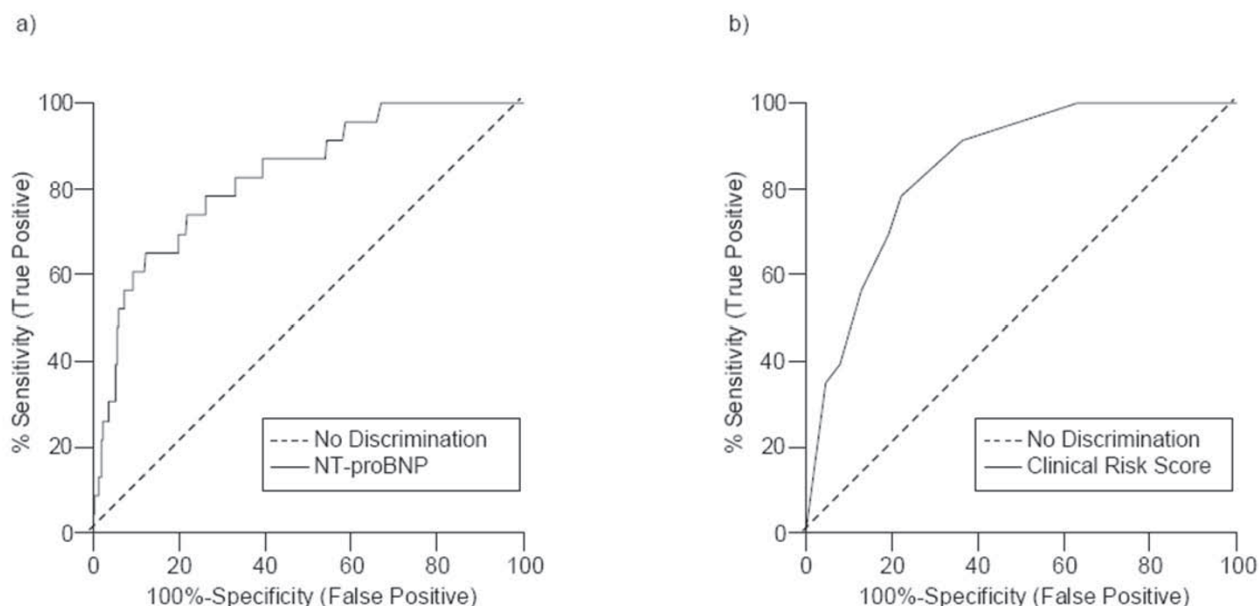 a)
% Sensitivity (True Positive)
100
80
60
40
20
0
No Discrimination
NT-proBNP
0 20 40 60 80 100
100%-Specificity (False Positive)
b)
% Sensitivity (True Positive)
100
80
60
40
20
0
No Discrimination
Clinical Risk Score
0 20 40 60 80 100
100%-Specificity (False Positive)